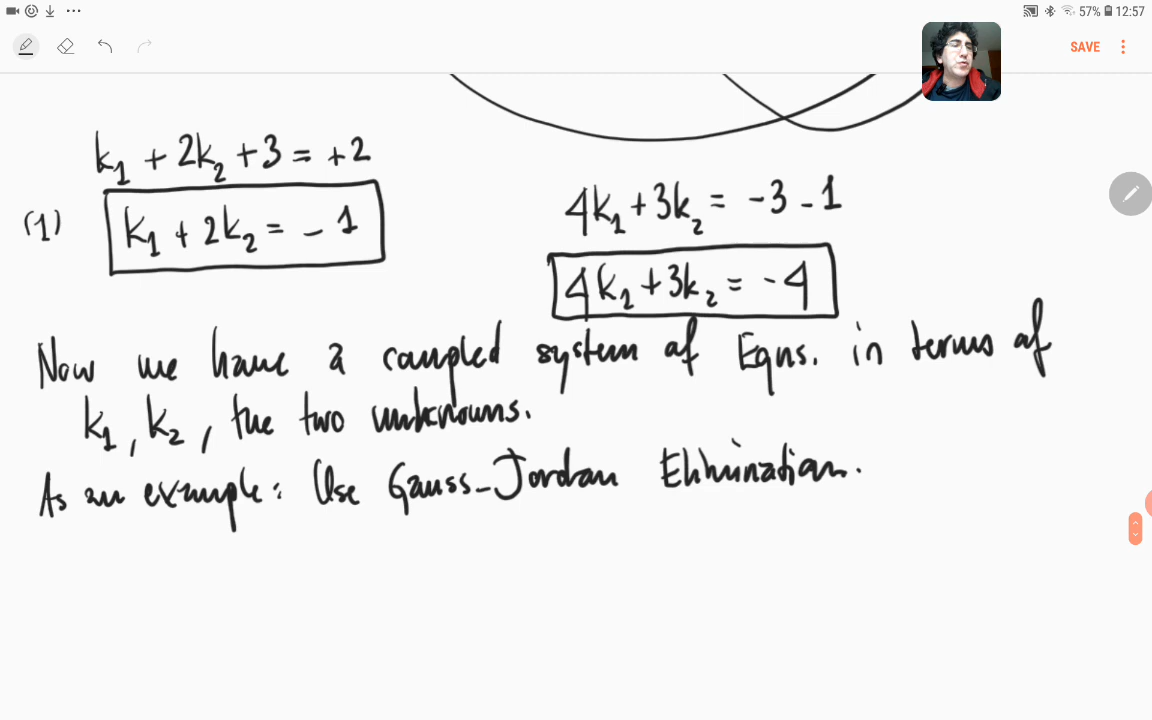 57% 12:57
SAVE
k₁ + 2k₂ + 3 = +2
(1) k₁ + 2k₂ = -1
4k₁ + 3k₂ = -3 - 1
4k₁ + 3k₂ = -4
Now we have a coupled system of Eqns. in terms of
k₁, k₂, the two unknowns.
As an example: Use Gauss-Jordan Elimination.